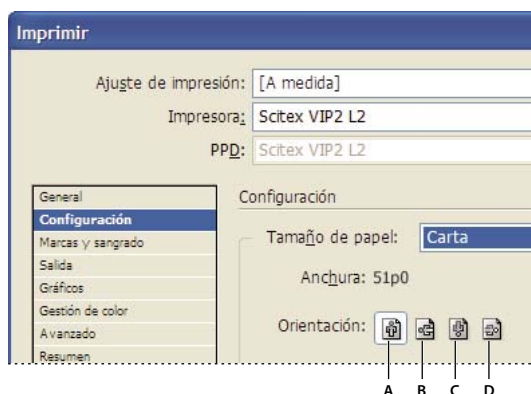 Imprimir
Ajuste de impresión: [A medida]
Impresora: Scitex VIP2 L2
PPD: Scitex VIP2 L2
General
Configuración
Marcas y sangrado
Salida
Gráficos
Gestión de color
Avanzado
Resumen
Configuración
Tamaño de papel: Carta
Anchura: 51p0
Orientación:
A B C D